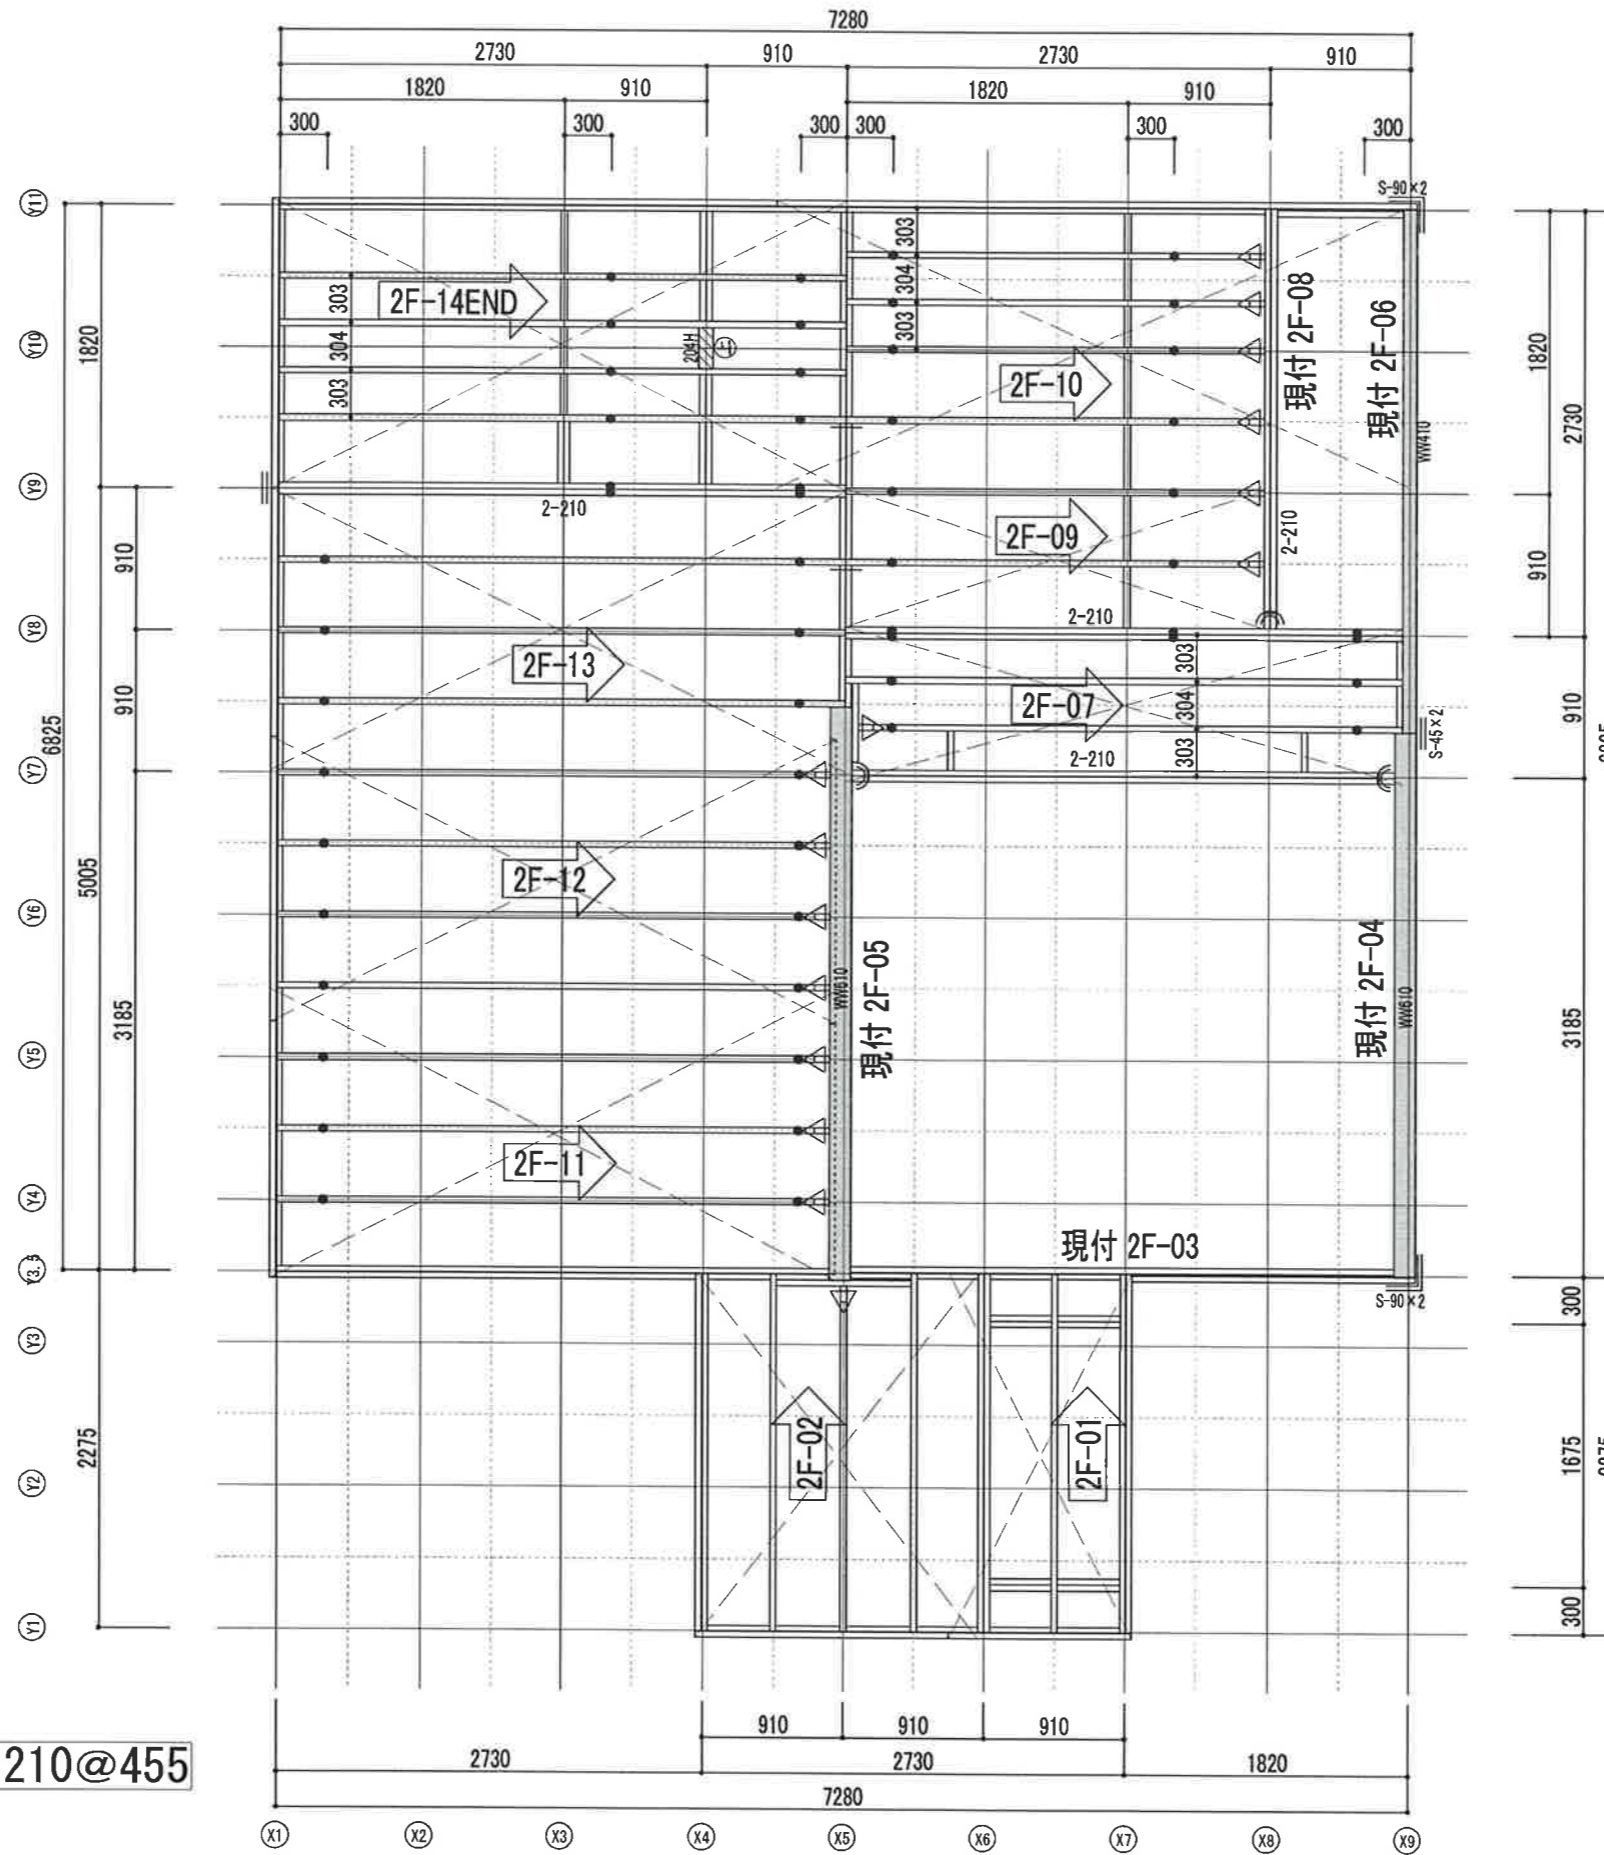 7280
2730 910 2730 910
1820 910 1820 910
300 300 300 300 300 300
S-90×2
Y11
303
303
2F-14END
304
303
現付 2F-08
現付 2F-06
1820
Y10
304
204H
303
2F-10
1820
2730
WW410
Y9
2-210
2F-09
2-210
910
910
Y8
2-210
2F-13
303
910
6825
2F-07
304
910
S-45×2
Y7
2-210
303
5005
2F-12
Y6
3185
WW610
現付 2F-05
現付 2F-04
WW610
3185
Y5
2F-11
Y4
現付 2F-03
Y3.5
S-90×2
300
Y3
2275
2F-02
2F-01
1675
Y2
300
Y1
910 910 910
210@455
2730 2730 1820
7280
X1 X2 X3 X4 X5 X6 X7 X8 X9